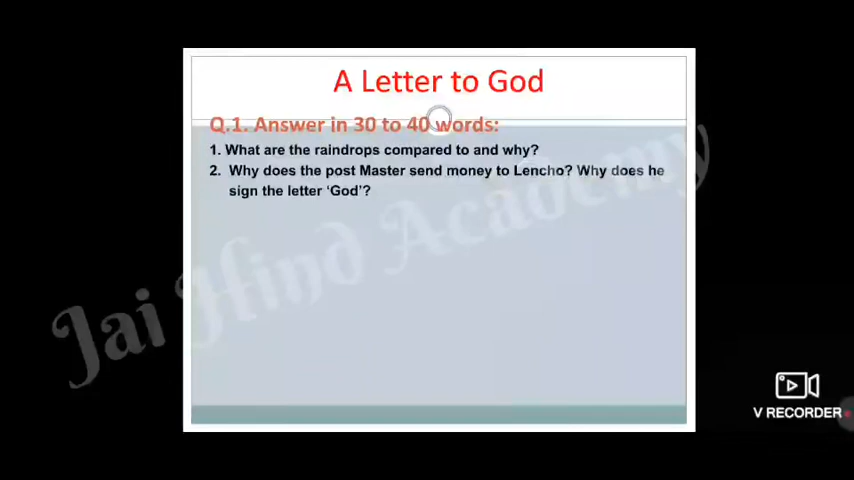 A Letter to God
Q.1. Answer in 30 to 40 words:
1. What are the raindrops compared to and why?
2. Why does the post Master send money to Lencho? Why does he
sign the letter ‘God’?
Jai Hind Academy
V RECORDER